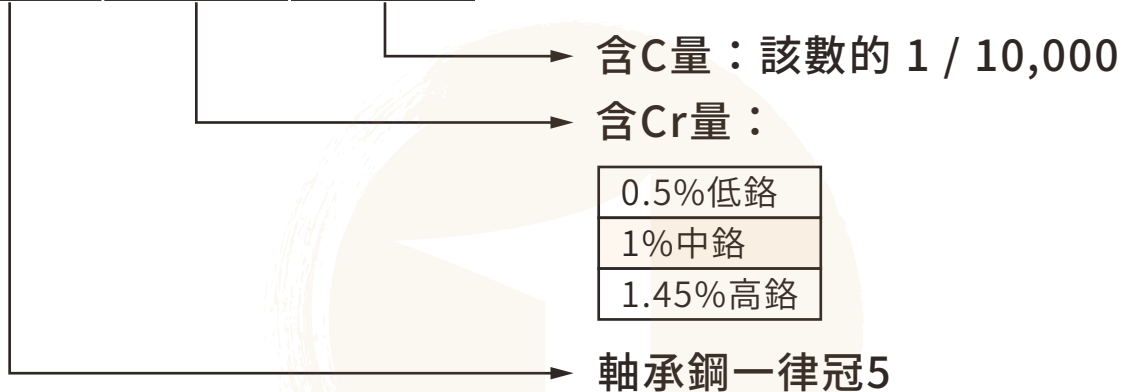 含C量：該數的 1 / 10,000
含Cr量：
0.5%低鉻
1%中鉻
1.45%高鉻
軸承鋼一律冠5